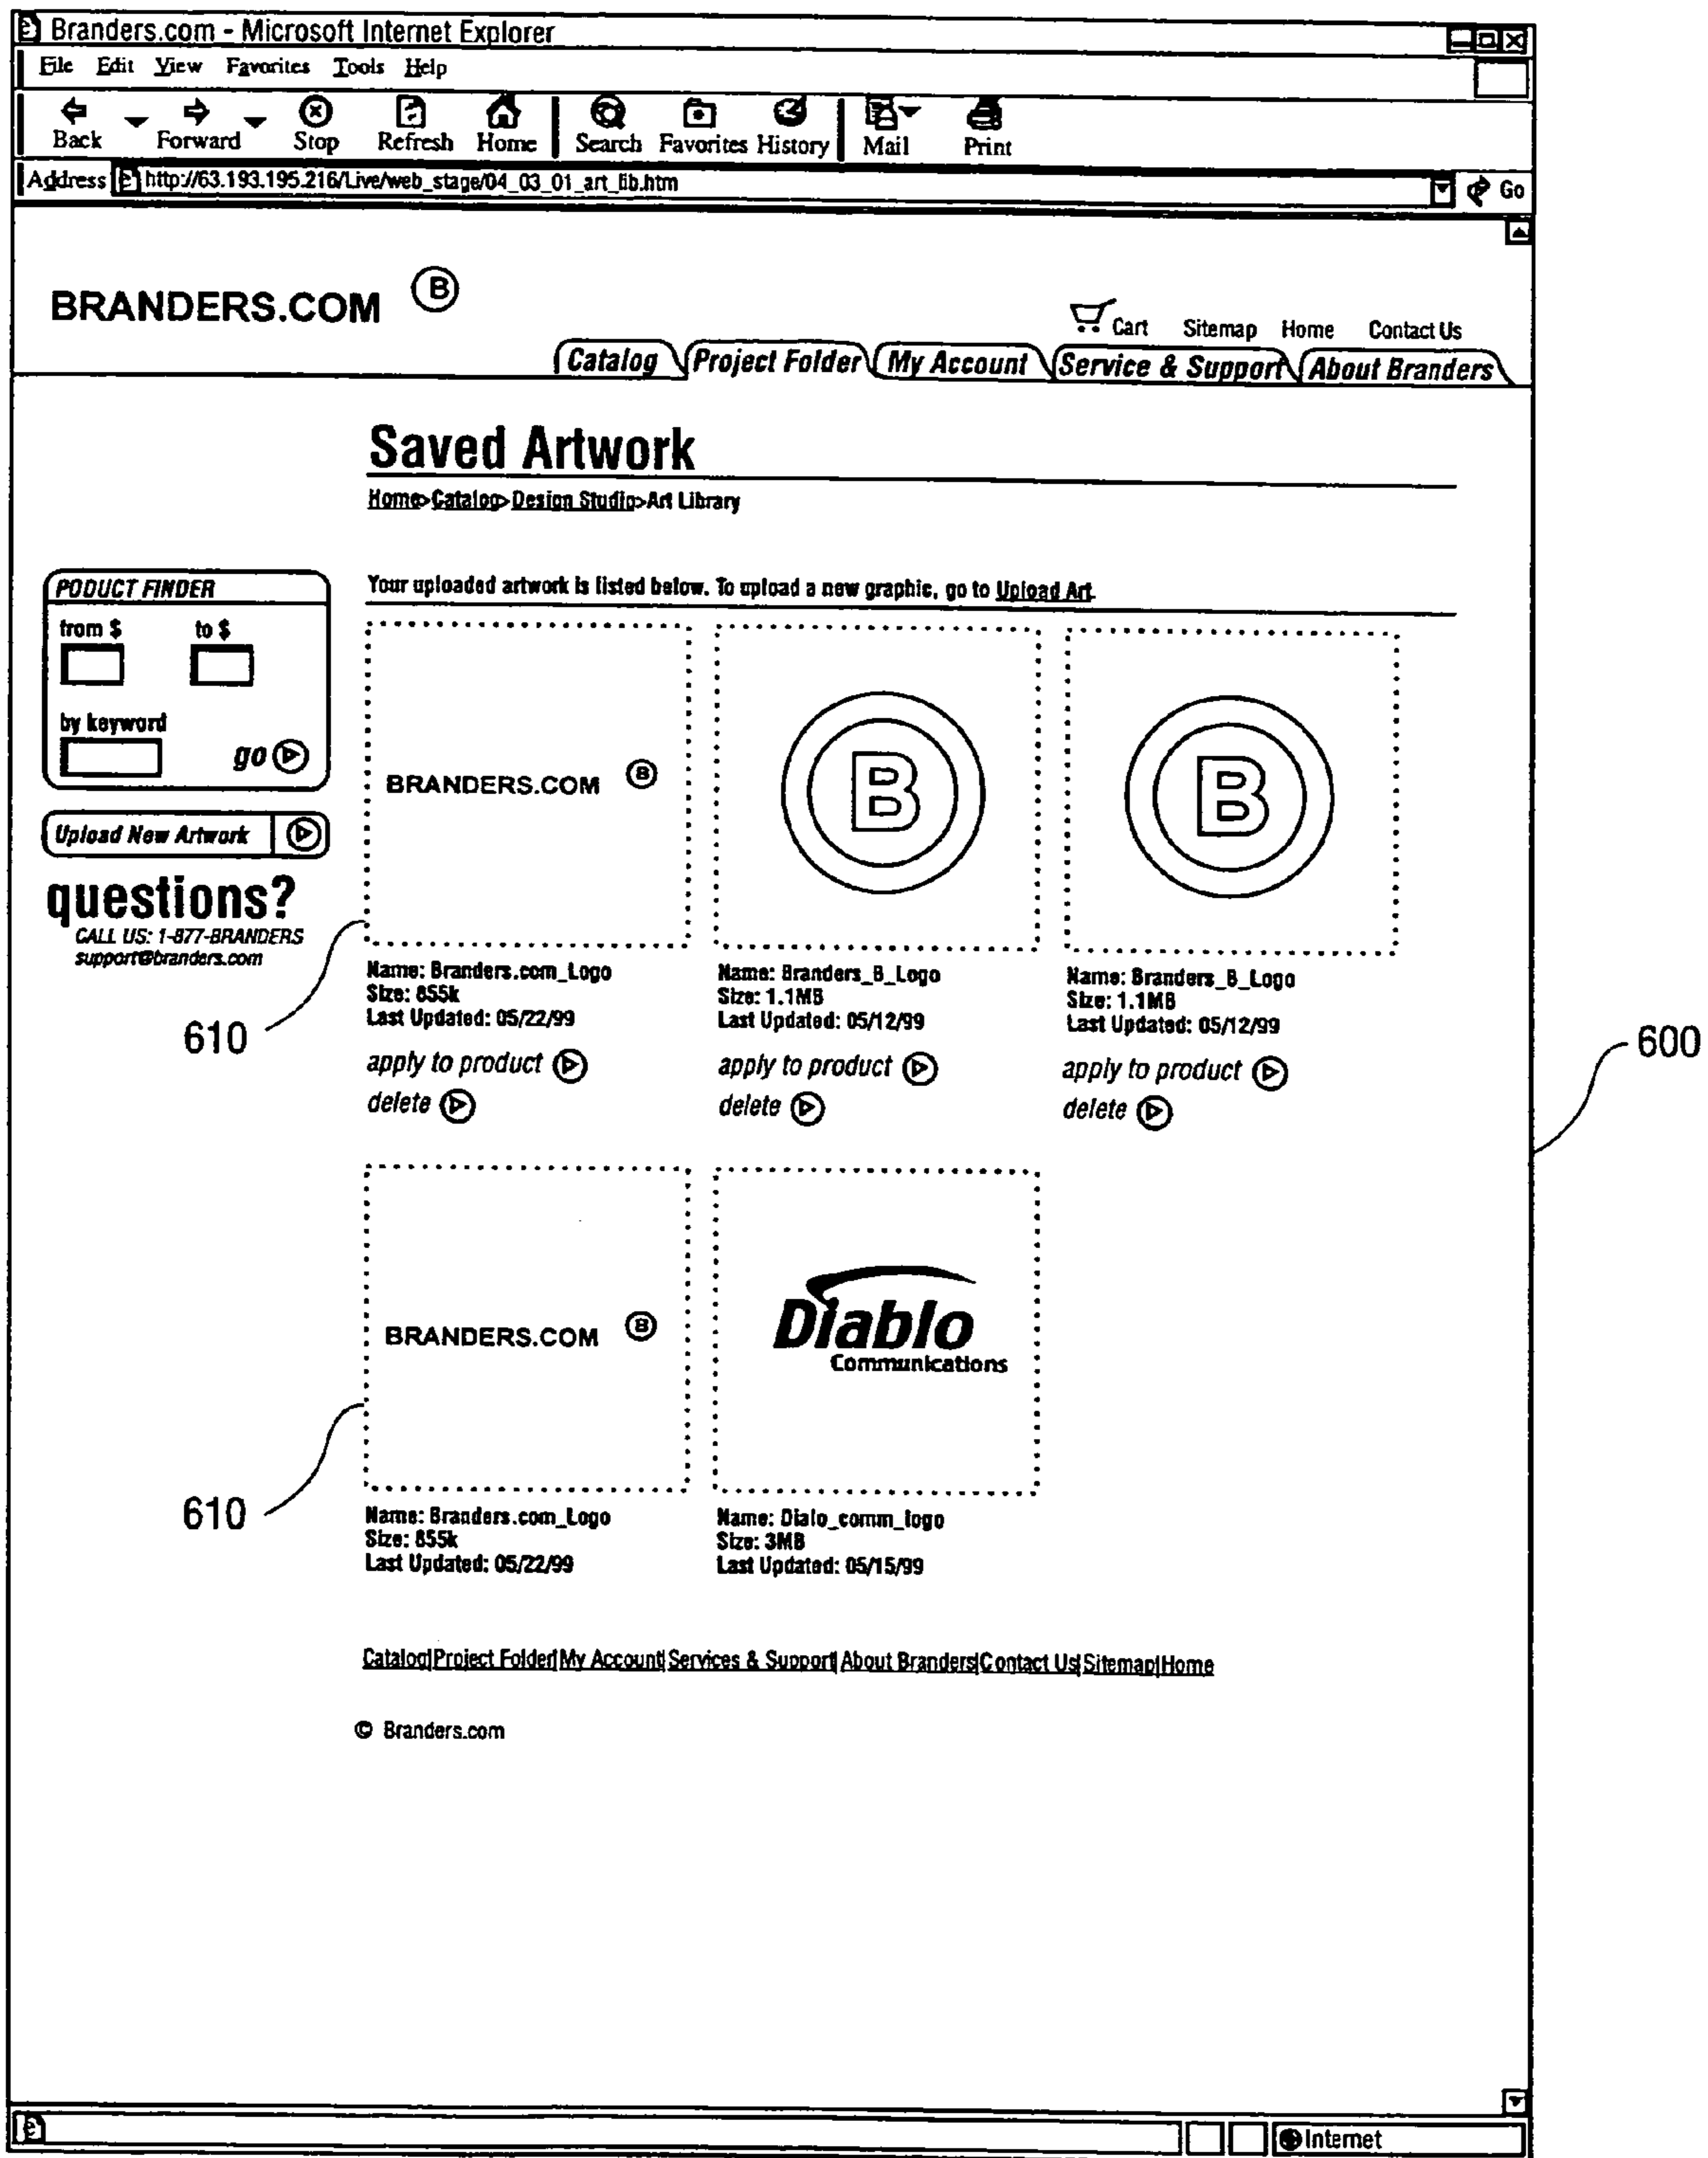 Branders.com - Microsoft Internet Explorer
File Edit View Favorites Tools Help
Back Forward Stop Refresh Home Search Favorites History Mail Print
Address http://63.193.195.216/Live/web_stage/04_03_01_art_lib.htm Go
BRANDERS.COM B
Cart Sitemap Home Contact Us
Catalog Project Folder My Account Service & Support About Branders
Saved Artwork
Home>Catalog>Design Studio>Art Library
PODUCT FINDER
from $ to $
by keyword
go
Upload New Artwork
questions?
CALL US: 1-877-BRANDERS
support@branders.com
Your uploaded artwork is listed below. To upload a new graphic, go to Upload Art
BRANDERS.COM B
B
B
610
Name: Branders.com_Logo
Size: 855k
Last Updated: 05/22/99
apply to product
delete
Name: Branders_B_Logo
Size: 1.1MB
Last Updated: 05/12/99
apply to product
delete
Name: Branders_B_Logo
Size: 1.1MB
Last Updated: 05/12/99
apply to product
delete
600
BRANDERS.COM B
Diablo
Communications
610
Name: Branders.com_Logo
Size: 855k
Last Updated: 05/22/99
Name: Dialo_comm_logo
Size: 3MB
Last Updated: 05/15/99
Catalog|Project Folder|My Account|Services & Support|About Branders|Contact Us|Sitemap|Home
© Branders.com
Internet